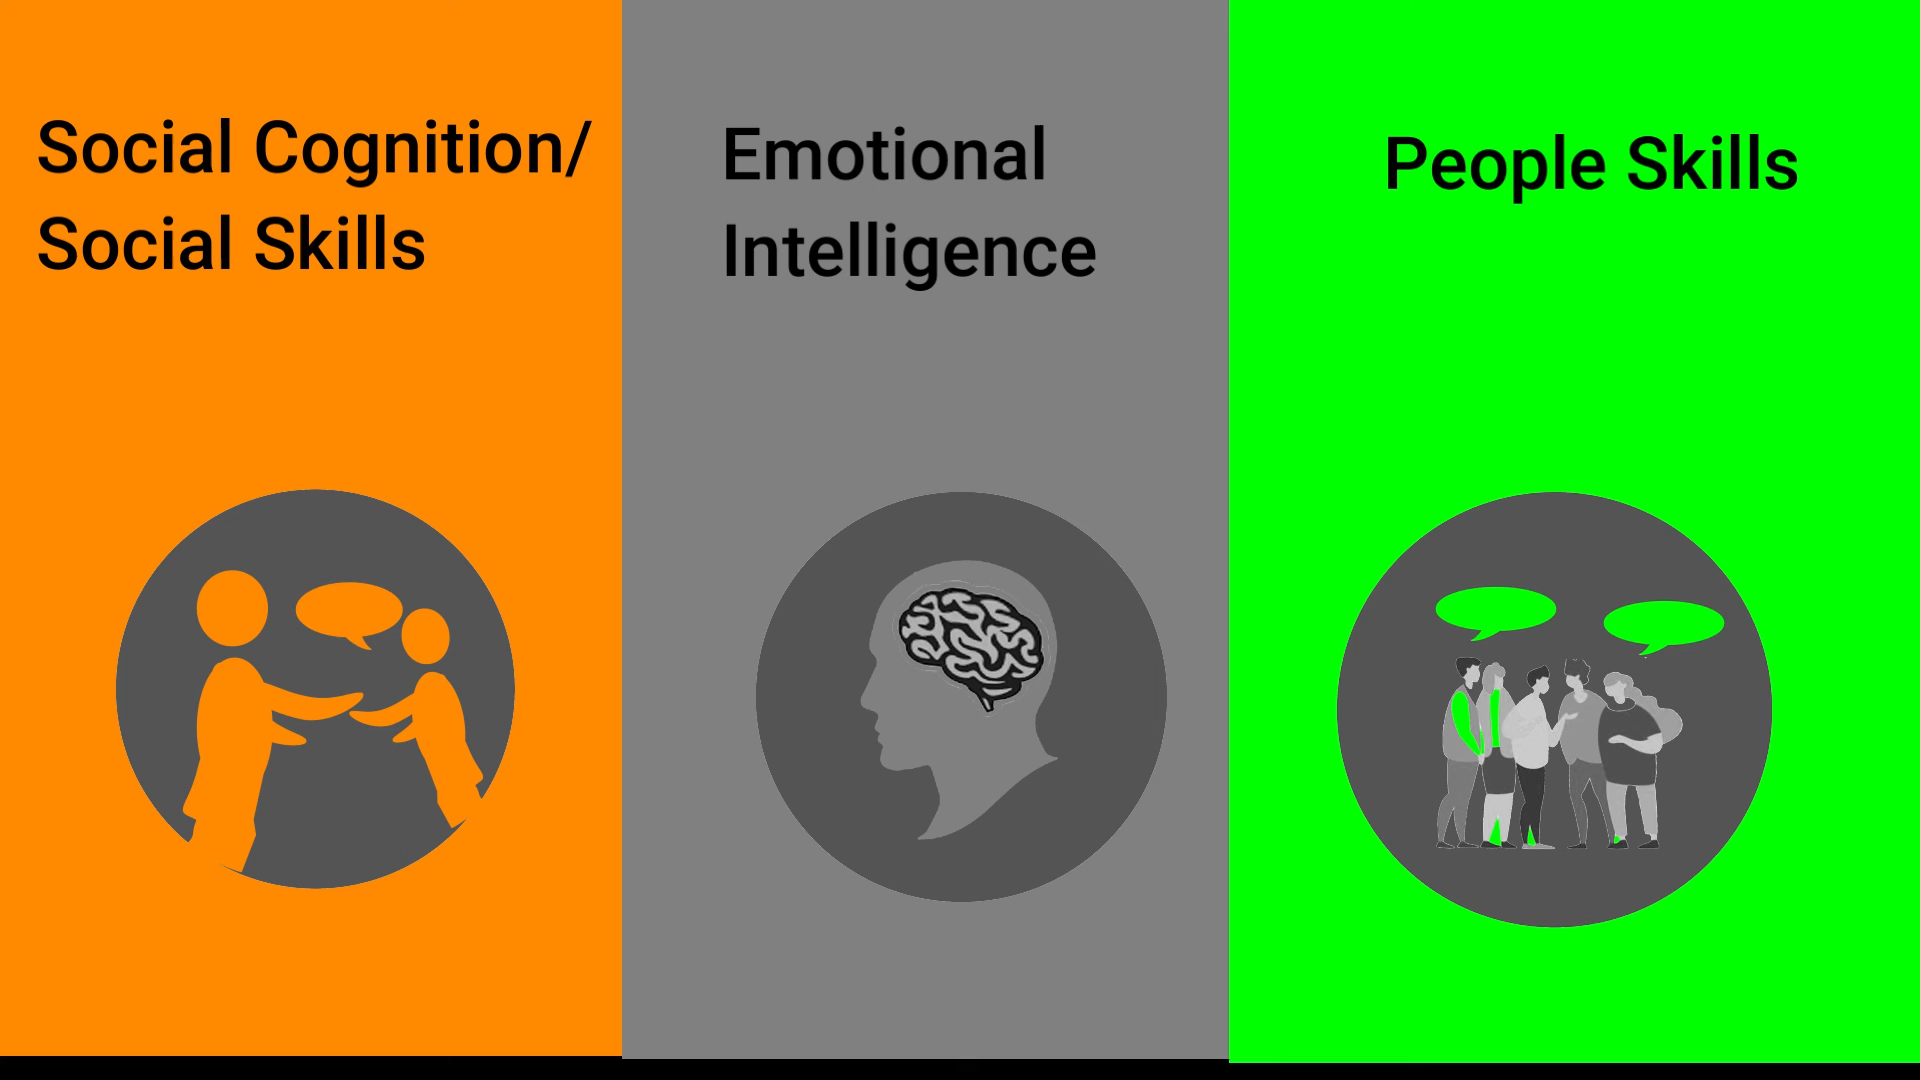 Social Cognition/
Social Skills
Emotional
Intelligence
People Skills